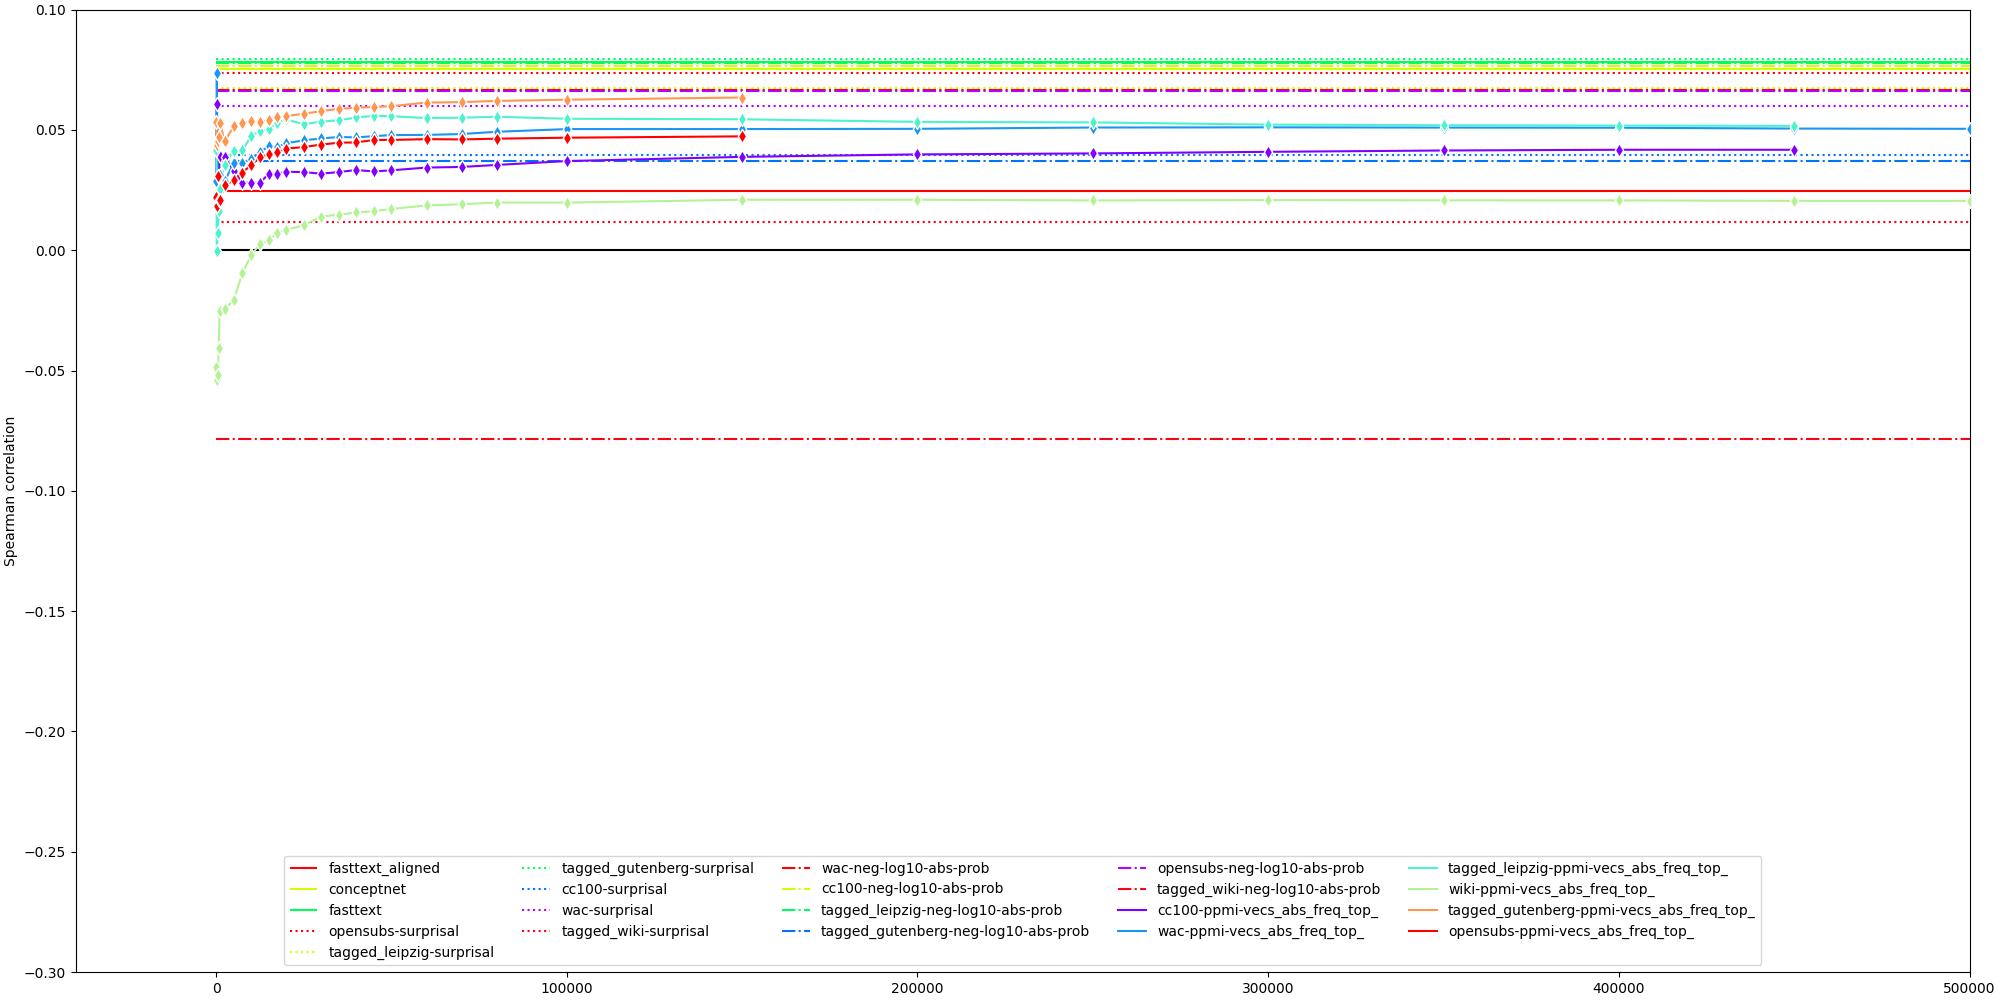 0.10
0.05
0.00
−0.05
−0.10
−0.15
−0.20
−0.25
−0.30
Spearman correlation
fasttext_aligned
conceptnet
fasttext
opensubs-surprisal
tagged_leipzig-surprisal
tagged_gutenberg-surprisal
cc100-surprisal
wac-surprisal
tagged_wiki-surprisal
wac-neg-log10-abs-prob
cc100-neg-log10-abs-prob
tagged_leipzig-neg-log10-abs-prob
tagged_gutenberg-neg-log10-abs-prob
opensubs-neg-log10-abs-prob
tagged_wiki-neg-log10-abs-prob
cc100-ppmi-vecs_abs_freq_top_
wac-ppmi-vecs_abs_freq_top_
tagged_leipzig-ppmi-vecs_abs_freq_top_
wiki-ppmi-vecs_abs_freq_top_
tagged_gutenberg-ppmi-vecs_abs_freq_top_
opensubs-ppmi-vecs_abs_freq_top_
0 100000 200000 300000 400000 500000